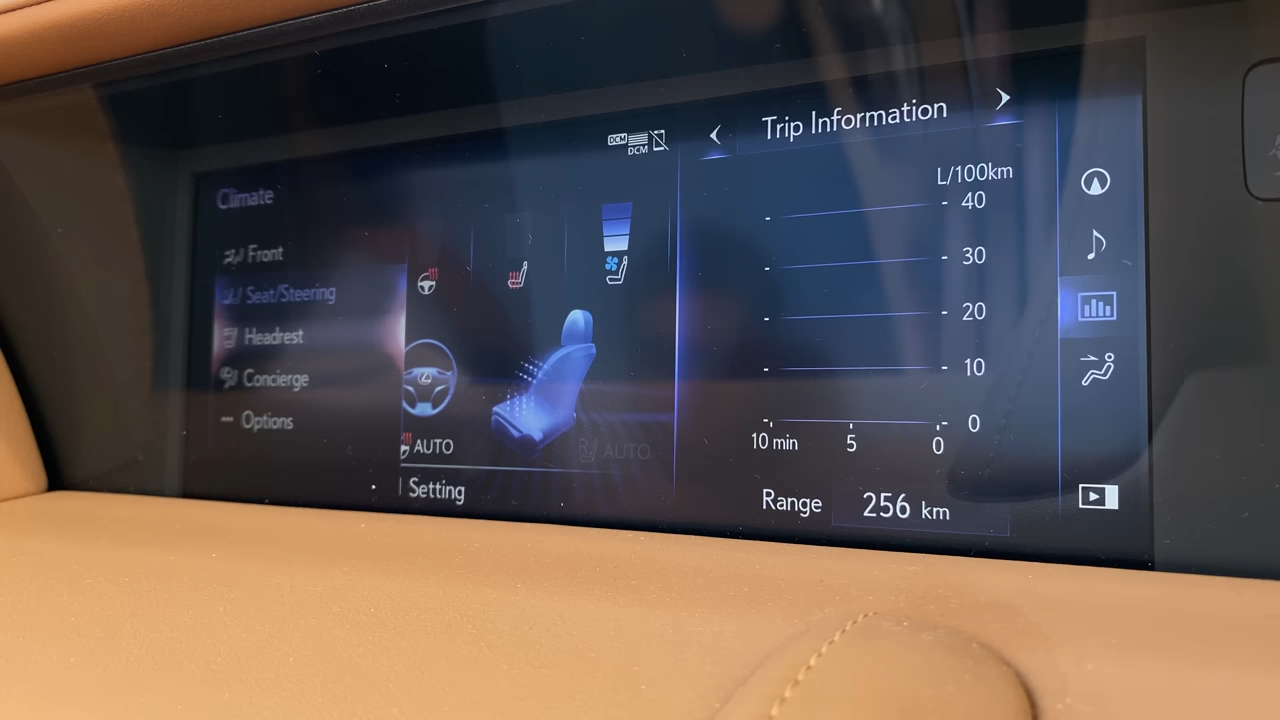 DCM
DCM
Climate
Front
Seat/Steering
Headrest
Concierge
Options
AUTO
AUTO
Setting
Trip Information
L/100km
40
30
20
10
0
10 min 5 0
Range 256 km